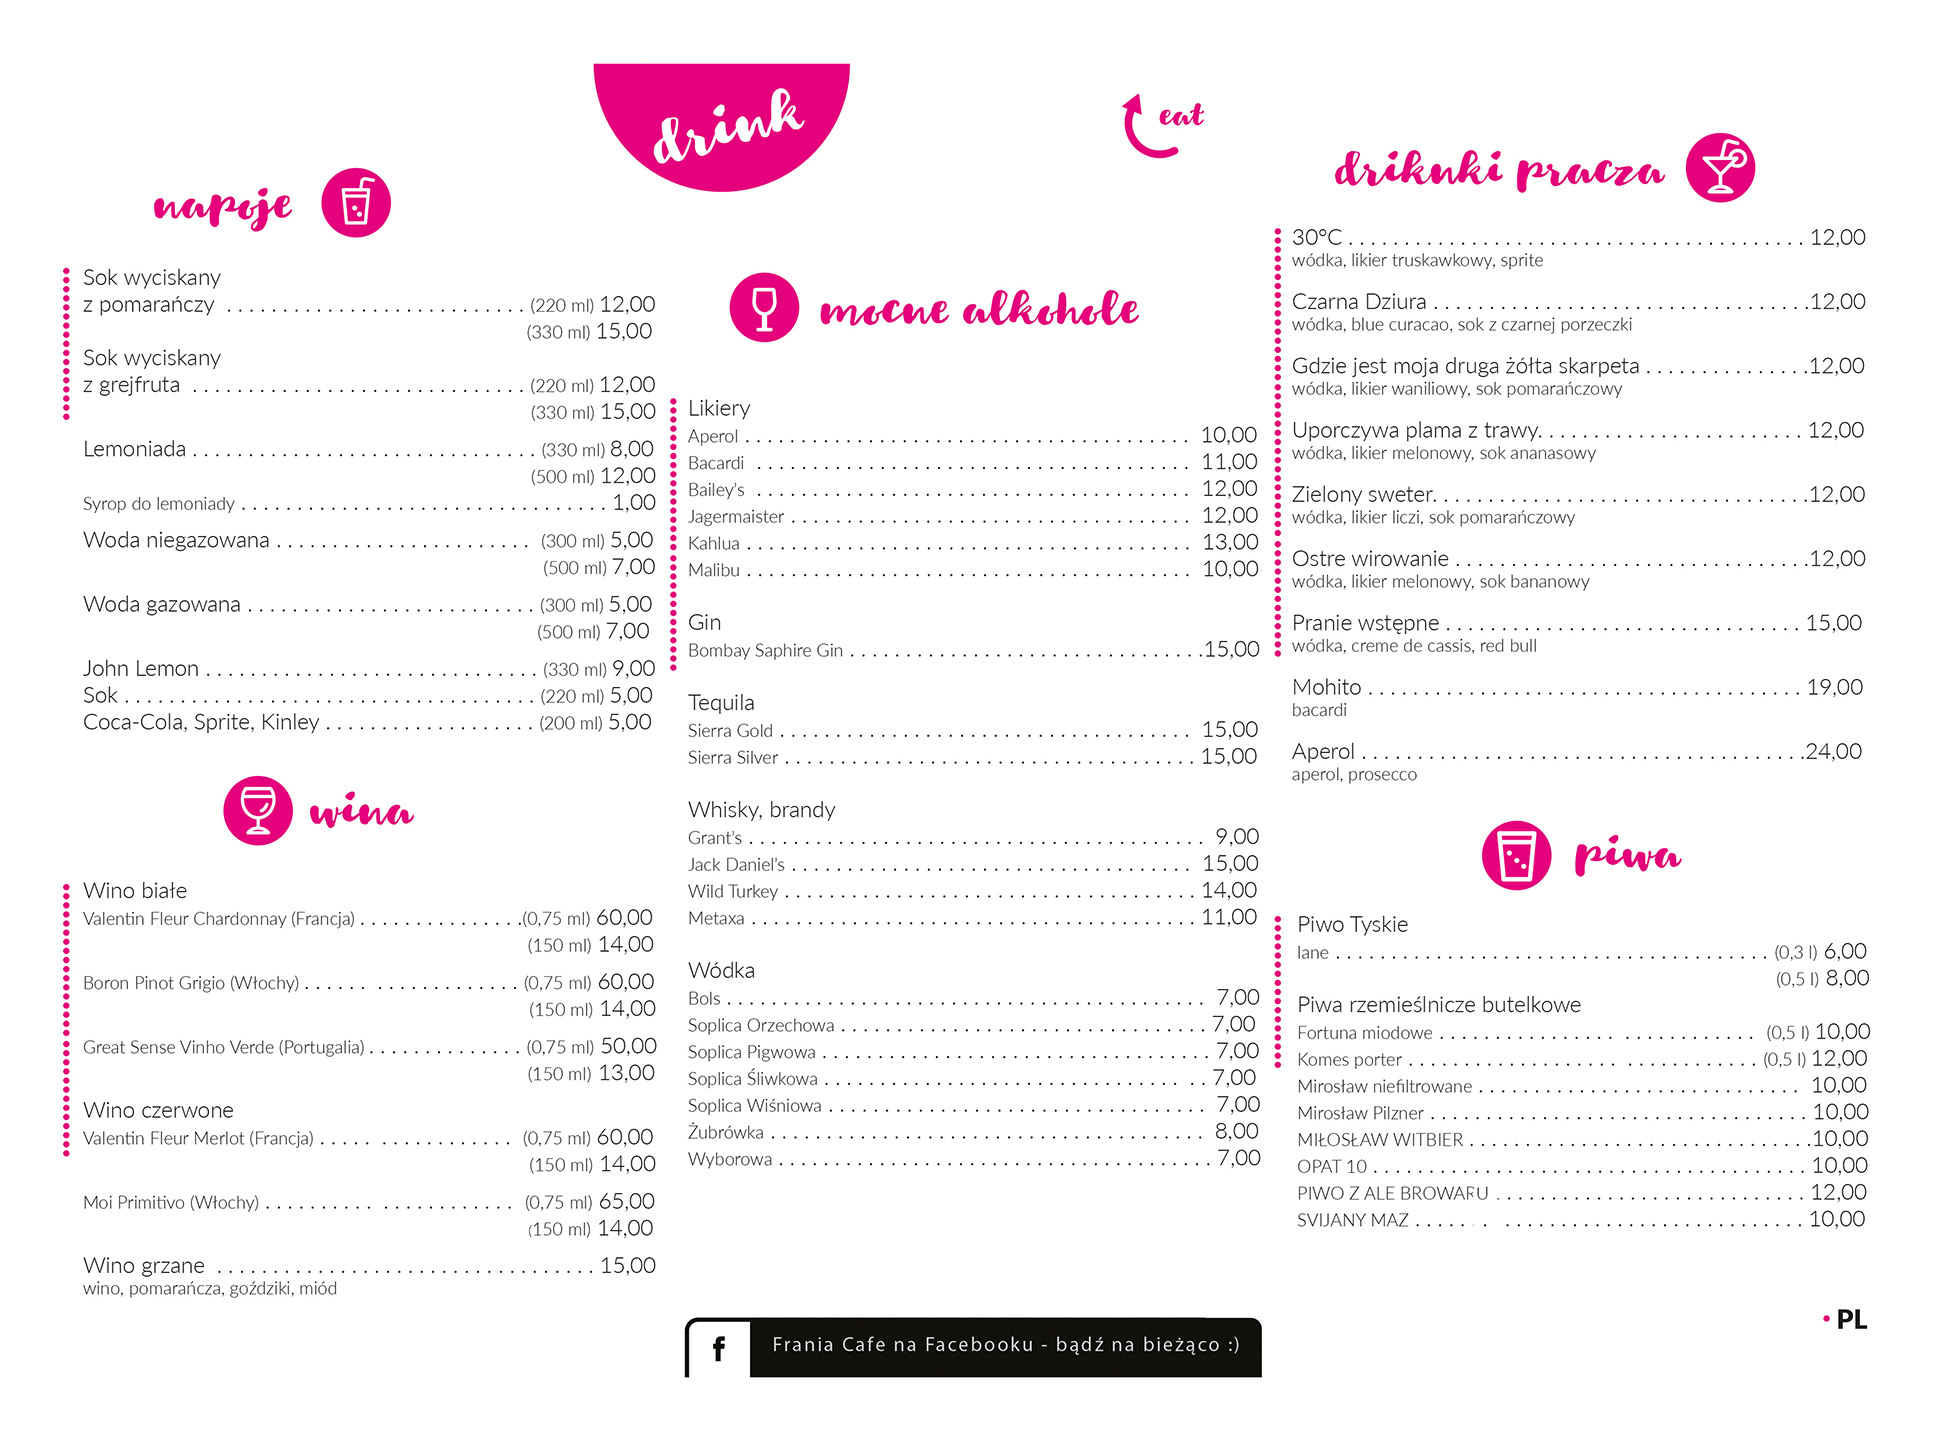 drink
eat
napoje
Sok wyciskany
z pomarańczy . . . . . . . . . . . . . . . . . . . . . . . . . . . (220 ml) 12,00
(330 ml) 15,00
Sok wyciskany
z grejfruta . . . . . . . . . . . . . . . . . . . . . . . . . . . . . . (220 ml) 12,00
(330 ml) 15,00
Lemoniada . . . . . . . . . . . . . . . . . . . . . . . . . . . . . . . . . (330 ml) 8,00
(500 ml) 12,00
Syrop do lemoniady . . . . . . . . . . . . . . . . . . . . . . . . . . . . . . . . . 1,00
Woda niegazowana . . . . . . . . . . . . . . . . . . . . . . . (300 ml) 5,00
(500 ml) 7,00
Woda gazowana . . . . . . . . . . . . . . . . . . . . . . . . . . (300 ml) 5,00
(500 ml) 7,00
John Lemon . . . . . . . . . . . . . . . . . . . . . . . . . . . . . . (330 ml) 9,00
Sok . . . . . . . . . . . . . . . . . . . . . . . . . . . . . . . . . . . . . (220 ml) 5,00
Coca-Cola, Sprite, Kinley . . . . . . . . . . . . . . . . . . . (200 ml) 5,00
wina
Wino białe
Valentin Fleur Chardonnay (Francja) . . . . . . . . . . . . . . .(0,75 ml) 60,00
(150 ml) 14,00
Boron Pinot Grigio (Włochy) . . . . . . . . . . . . . . . . . . . (0,75 ml) 60,00
(150 ml) 14,00
Great Sense Vinho Verde (Portugalia) . . . . . . . . . . . . . . (0,75 ml) 50,00
(150 ml) 13,00
Wino czerwone
Valentin Fleur Merlot (Francja) . . . . . . . . . . . . . . . . . (0,75 ml) 60,00
(150 ml) 14,00
Moi Primitivo (Włochy) . . . . . . . . . . . . . . . . . . . . . . (0,75 ml) 65,00
(150 ml) 14,00
Wino grzane . . . . . . . . . . . . . . . . . . . . . . . . . . . . . . . . . . 15,00
wino, pomarańcza, goździki, miód
mocne alkohole
Likiery
Aperol . . . . . . . . . . . . . . . . . . . . . . . . . . . . . . . . . . . . . . . . 10,00
Bacardi . . . . . . . . . . . . . . . . . . . . . . . . . . . . . . . . . . . . . . . 11,00
Bailey’s . . . . . . . . . . . . . . . . . . . . . . . . . . . . . . . . . . . . . . . 12,00
Jagermaister . . . . . . . . . . . . . . . . . . . . . . . . . . . . . . . . . . . . 12,00
Kahlua . . . . . . . . . . . . . . . . . . . . . . . . . . . . . . . . . . . . . . . . 13,00
Malibu . . . . . . . . . . . . . . . . . . . . . . . . . . . . . . . . . . . . . . . . 10,00
Gin
Bombay Saphire Gin . . . . . . . . . . . . . . . . . . . . . . . . . . . . . . . .15,00
Tequila
Sierra Gold . . . . . . . . . . . . . . . . . . . . . . . . . . . . . . . . . . . . . 15,00
Sierra Silver . . . . . . . . . . . . . . . . . . . . . . . . . . . . . . . . . . . . . 15,00
Whisky, brandy
Grant’s . . . . . . . . . . . . . . . . . . . . . . . . . . . . . . . . . . . . . . . . . 9,00
Jack Daniel’s . . . . . . . . . . . . . . . . . . . . . . . . . . . . . . . . . . . . 15,00
Wild Turkey . . . . . . . . . . . . . . . . . . . . . . . . . . . . . . . . . . . . . 14,00
Metaxa . . . . . . . . . . . . . . . . . . . . . . . . . . . . . . . . . . . . . . . . 11,00
Wódka
Bols . . . . . . . . . . . . . . . . . . . . . . . . . . . . . . . . . . . . . . . . . . . 7,00
Soplica Orzechowa . . . . . . . . . . . . . . . . . . . . . . . . . . . . . . . . . 7,00
Soplica Pigwowa . . . . . . . . . . . . . . . . . . . . . . . . . . . . . . . . . . . 7,00
Soplica Śliwkowa . . . . . . . . . . . . . . . . . . . . . . . . . . . . . . . . . . . 7,00
Soplica Wiśniowa . . . . . . . . . . . . . . . . . . . . . . . . . . . . . . . . . . 7,00
Żubrówka . . . . . . . . . . . . . . . . . . . . . . . . . . . . . . . . . . . . . . . 8,00
Wyborowa . . . . . . . . . . . . . . . . . . . . . . . . . . . . . . . . . . . . . . . 7,00
driknki pracza
30°C . . . . . . . . . . . . . . . . . . . . . . . . . . . . . . . . . . . . . . . . . 12,00
wódka, likier truskawkowy, sprite
Czarna Dziura . . . . . . . . . . . . . . . . . . . . . . . . . . . . . . . . . .12,00
wódka, blue curacao, sok z czarnej porzeczki
Gdzie jest moja druga żółta skarpeta . . . . . . . . . . . . . . .12,00
wódka, likier waniliowy, sok pomarańczowy
Uporczywa plama z trawy. . . . . . . . . . . . . . . . . . . . . . . . 12,00
wódka, likier melonowy, sok ananasowy
Zielony sweter. . . . . . . . . . . . . . . . . . . . . . . . . . . . . . . . . .12,00
wódka, likier liczi, sok pomarańczowy
Ostre wirowanie . . . . . . . . . . . . . . . . . . . . . . . . . . . . . . . .12,00
wódka, likier melonowy, sok bananowy
Pranie wstępne . . . . . . . . . . . . . . . . . . . . . . . . . . . . . . . . 15,00
wódka, creme de cassis, red bull
Mohito . . . . . . . . . . . . . . . . . . . . . . . . . . . . . . . . . . . . . . . 19,00
bacardi
Aperol . . . . . . . . . . . . . . . . . . . . . . . . . . . . . . . . . . . . . . . .24,00
aperol, prosecco
piwa
Piwo Tyskie
lane . . . . . . . . . . . . . . . . . . . . . . . . . . . . . . . . . . . . . . . (0,3 l) 6,00
(0,5 l) 8,00
Piwa rzemieślnicze butelkowe
Fortuna miodowe . . . . . . . . . . . . . . . . . . . . . . . . . . . . (0,5 l) 10,00
Komes porter . . . . . . . . . . . . . . . . . . . . . . . . . . . . . . . (0,5 l) 12,00
Mirosław niefiltrowane . . . . . . . . . . . . . . . . . . . . . . . . . . . . . 10,00
Mirosław Pilzner . . . . . . . . . . . . . . . . . . . . . . . . . . . . . . . . . . 10,00
MIŁOSŁAW WITBIER . . . . . . . . . . . . . . . . . . . . . . . . . . . . . . .10,00
OPAT 10 . . . . . . . . . . . . . . . . . . . . . . . . . . . . . . . . . . . . . . . 10,00
PIWO Z ALE BROWARU . . . . . . . . . . . . . . . . . . . . . . . . . . . . 12,00
SVIJANY MAZ . . . . . . . . . . . . . . . . . . . . . . . . . . . . . . . . . . 10,00
PL
f Frania Cafe na Facebooku - bądź na bieżąco :)